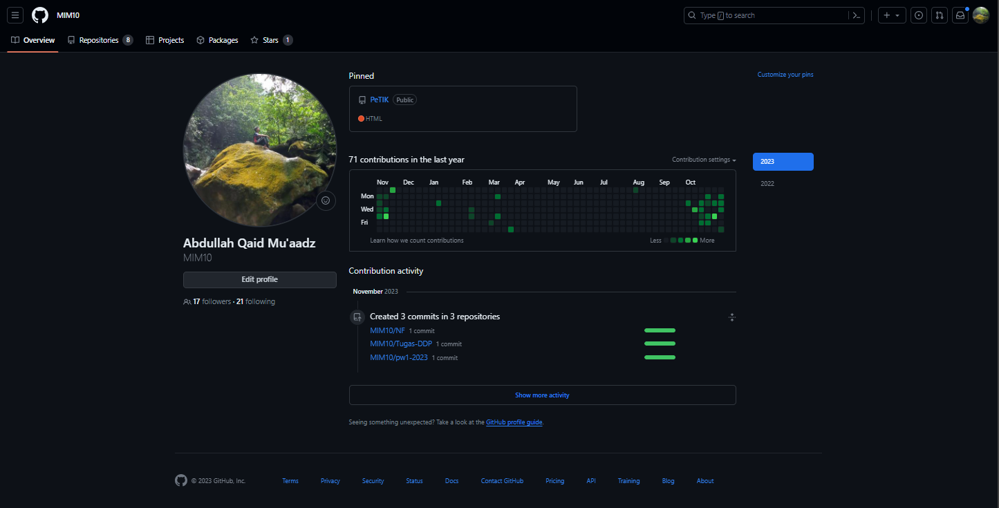 MIM10
Type / to search
Overview
Repositories 8
Projects
Packages
Stars 1
Abdullah Qaid Mu'aadz
MIM10
Edit profile
17 followers · 21 following
Pinned
Customize your pins
PeTIK Public
HTML
71 contributions in the last year
Contribution settings
2023
2022
Nov Dec Jan Feb Mar Apr May Jun Jul Aug Sep Oct
Mon
Wed
Fri
Learn how we count contributions
Less More
Contribution activity
November 2023
Created 3 commits in 3 repositories
MIM10/NF 1 commit
MIM10/Tugas-DDP 1 commit
MIM10/pw1-2023 1 commit
Show more activity
Seeing something unexpected? Take a look at the GitHub profile guide.
© 2023 GitHub, Inc. Terms Privacy Security Status Docs Contact GitHub Pricing API Training Blog About